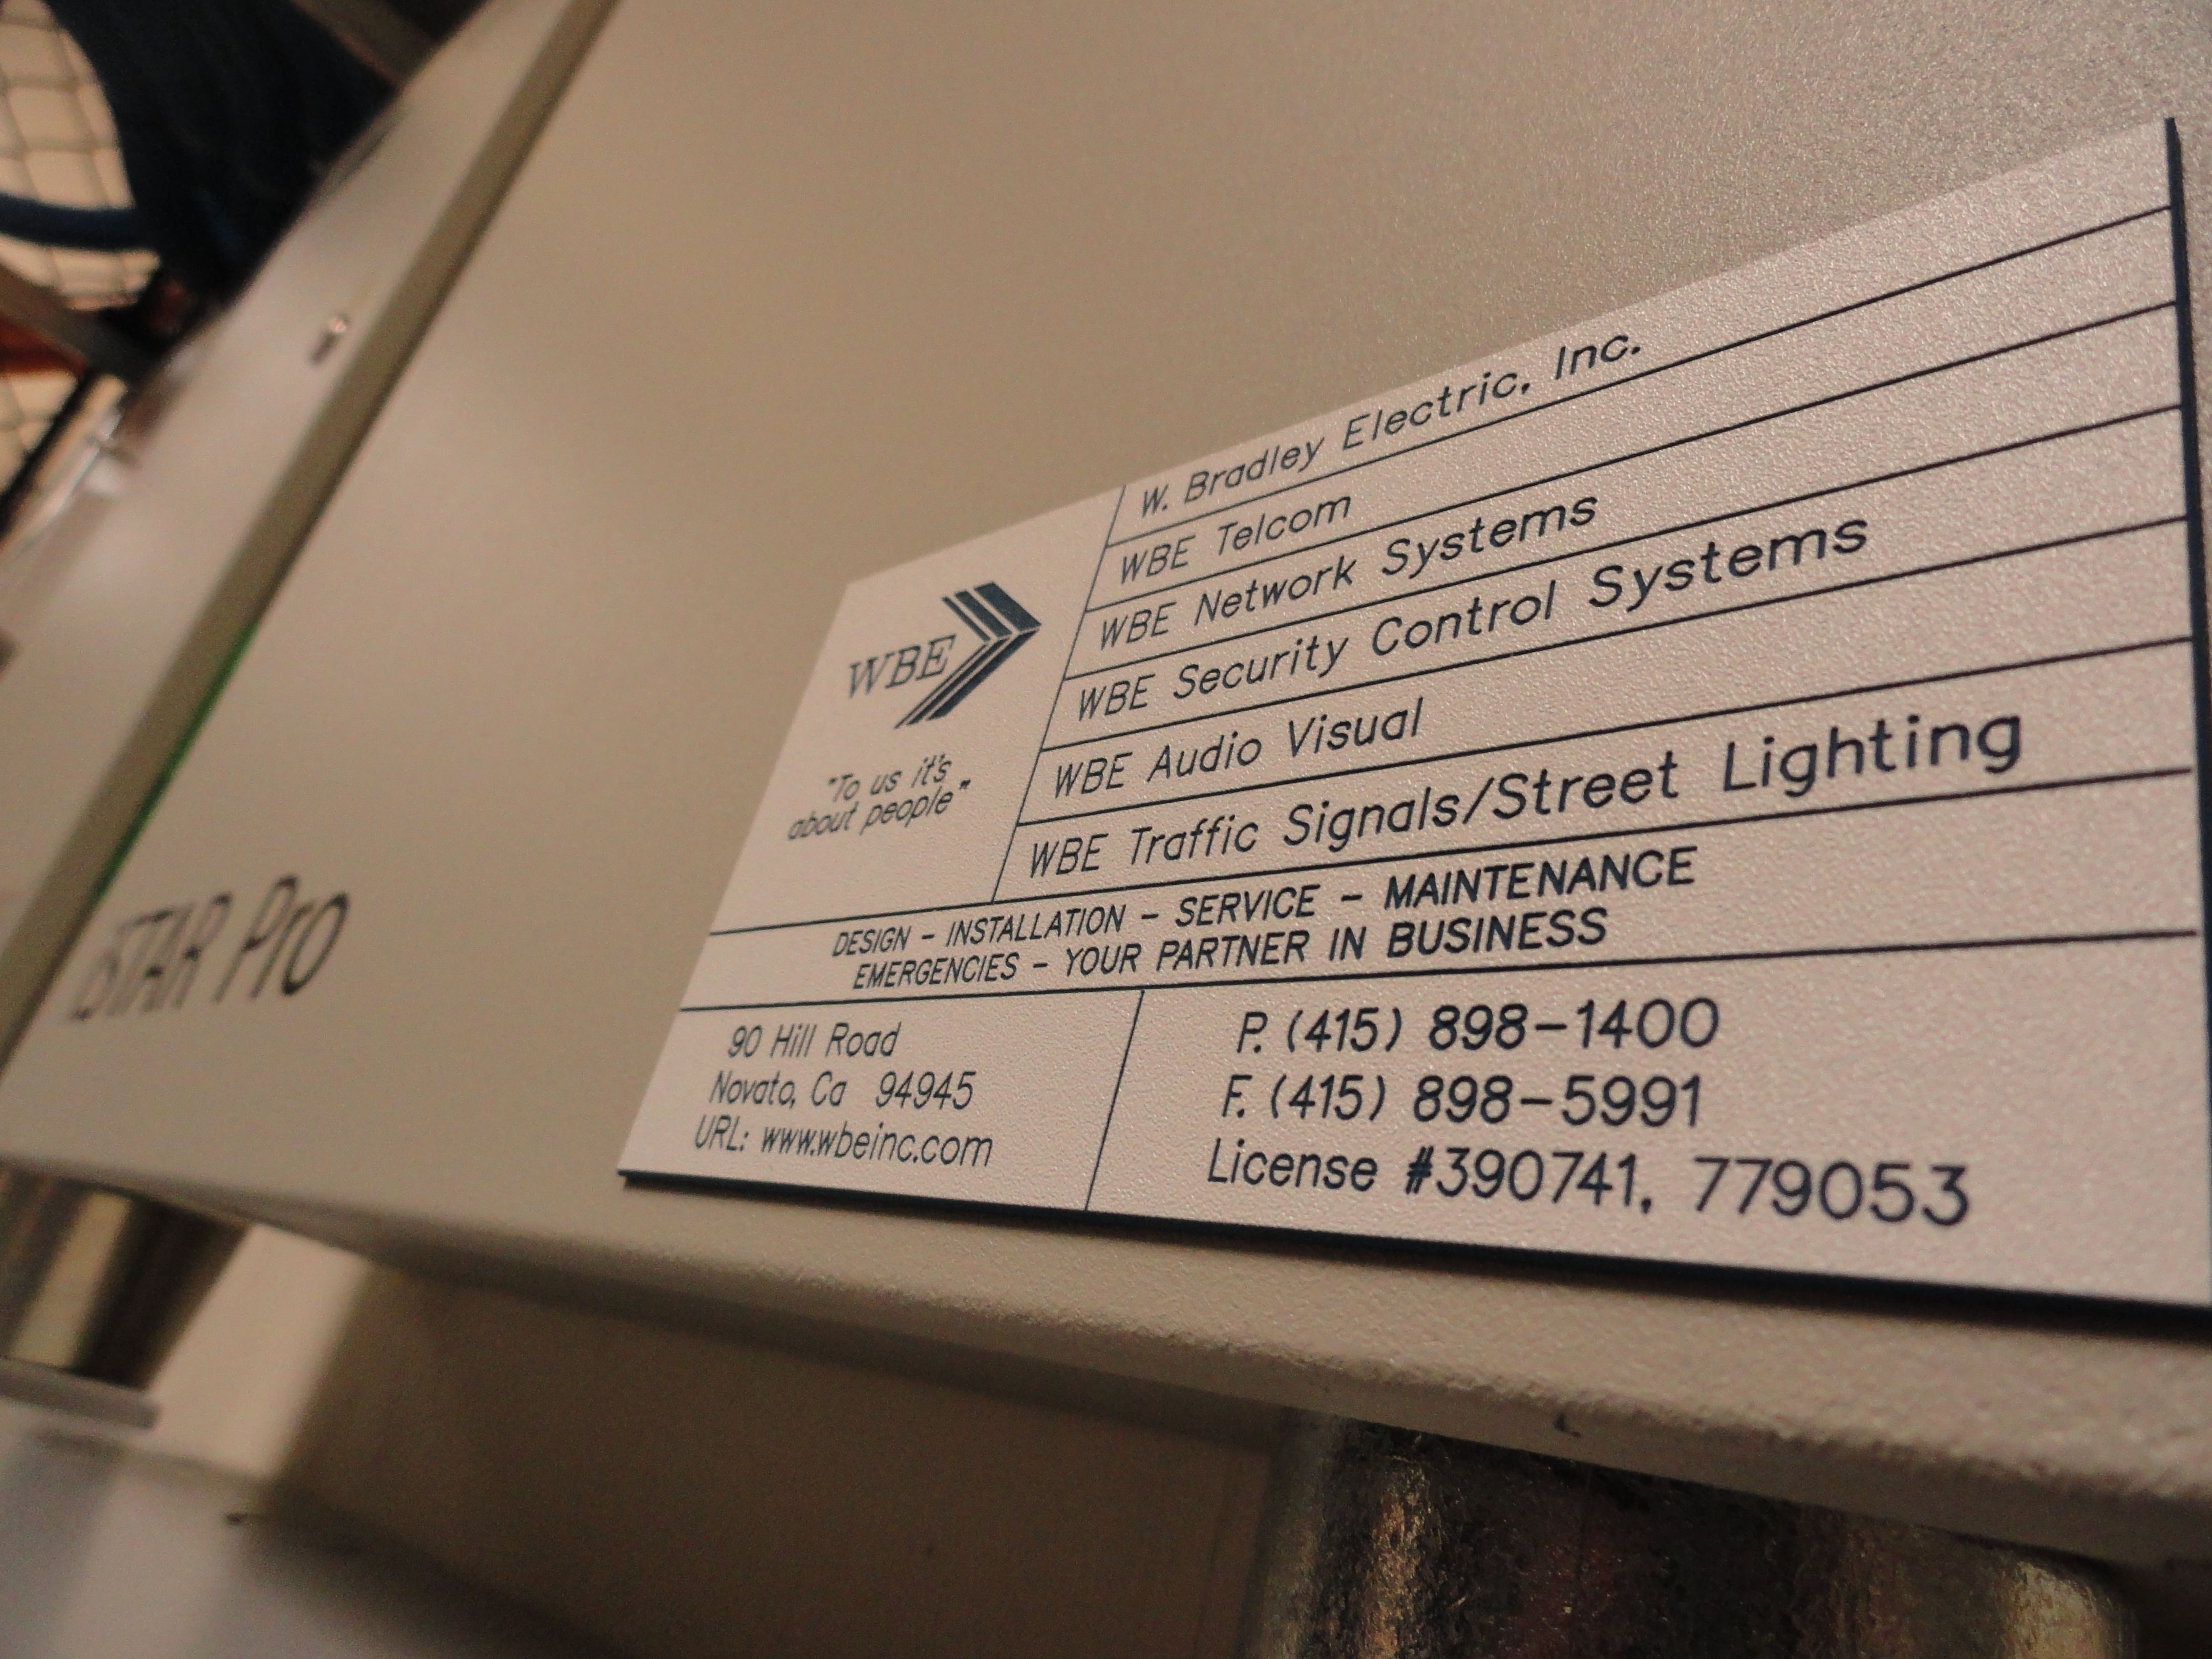 W. Bradley Electric, Inc.
WBE Telcom
WBE Network Systems
WBE Security Control Systems
WBE Audio Visual
WBE Traffic Signals/Street Lighting
WBE
"To us it's
about people"
DESIGN - INSTALLATION - SERVICE - MAINTENANCE
EMERGENCIES - YOUR PARTNER IN BUSINESS
90 Hill Road
Novato, Ca 94945
URL: www.wbeinc.com
P. (415) 898-1400
F. (415) 898-5991
License #390741, 779053
iSTAR Pro